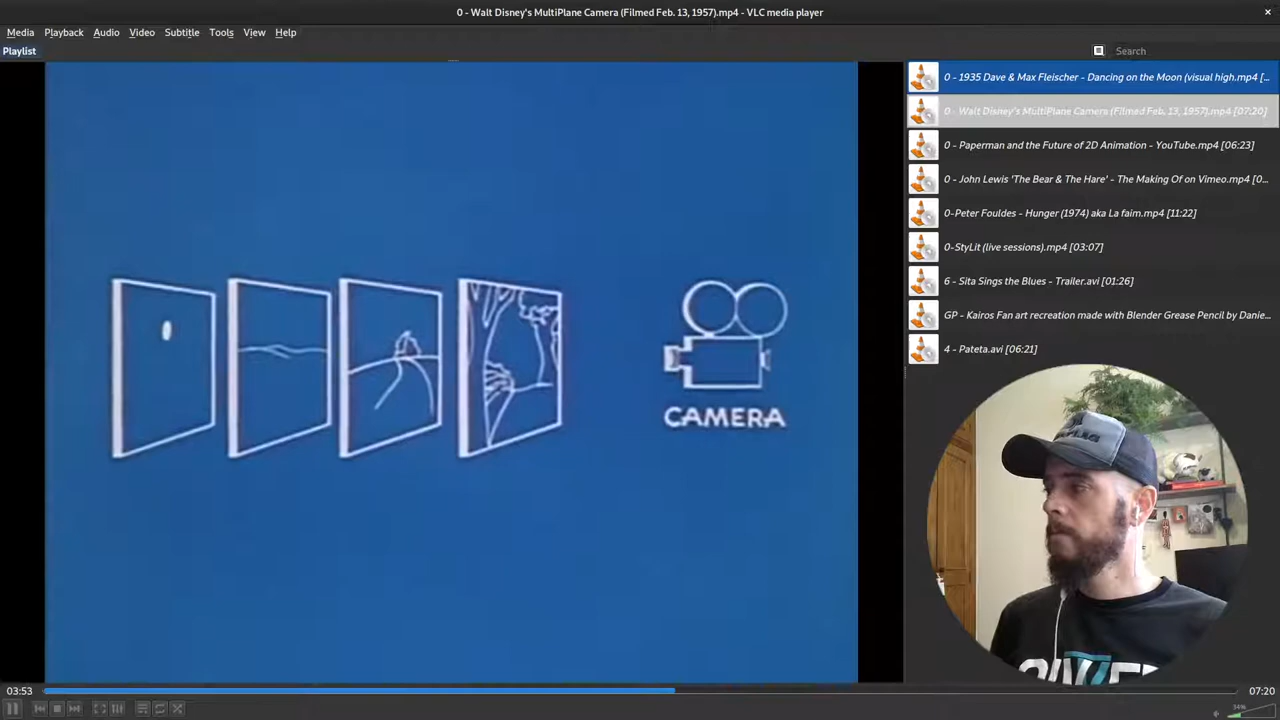 0 - Walt Disney's MultiPlane Camera (Filmed Feb. 13, 1957).mp4 - VLC media player
Media Playback Audio Video Subtitle Tools View Help
Playlist
Search
0 - 1935 Dave & Max Fleischer - Dancing on the Moon (visual high.mp4 [...
0 - Walt Disney's MultiPlane Camera (Filmed Feb. 13, 1957).mp4 [07:20]
0 - Paperman and the Future of 2D Animation - YouTube.mp4 [06:23]
0 - John Lewis 'The Bear & The Hare' - The Making Of on Vimeo.mp4 [0...
0-Peter Fouldes - Hunger (1974) aka La faim.mp4 [11:22]
0-StyLit (live sessions).mp4 [03:07]
6 - Sita Sings the Blues - Trailer.avi [01:26]
GP - Kairos Fan art recreation made with Blender Grease Pencil by Danie...
4 - Pateta.avi [06:21]
CAMERA
03:53
07:20
34%